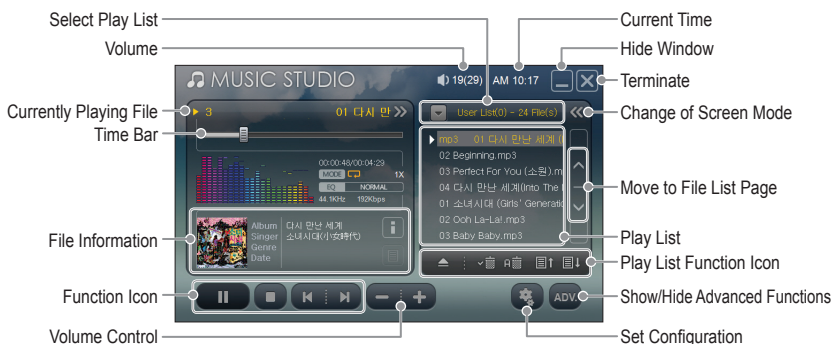 Select Play List
Volume
Current Time
Hide Window
Terminate
Currently Playing File
Time Bar
Change of Screen Mode
Move to File List Page
File Information
Play List
Play List Function Icon
Function Icon
Show/Hide Advanced Functions
Volume Control
Set Configuration
MUSIC STUDIO
19(29) AM 10:17
3 01 다시 만
00:00:48/00:04:29
MODE 1X
EQ NORMAL
44.1KHz 192Kbps
Album 다시 만난 세계
Singer 소녀시대(小女時代)
Genre
Date
User List(0) - 24 File(s)
mp3 01 다시 만난 세계 (
02 Beginning.mp3
03 Perfect For You (소원).m
04 다시 만난 세계(Into The
01 소녀시대 (Girls' Generati
02 Ooh La-La!.mp3
03 Baby Baby.mp3
A
ADV.